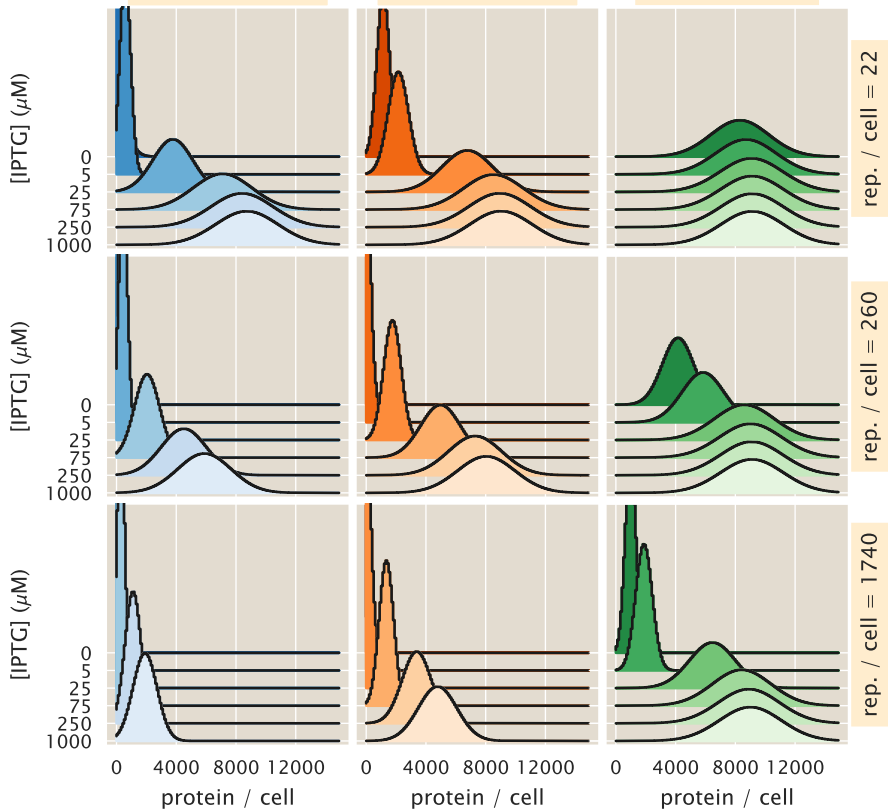 [IPTG] (μM)
0
5
25
75
250
1000
rep. / cell = 22
[IPTG] (μM)
0
5
25
75
250
1000
rep. / cell = 260
[IPTG] (μM)
0
5
25
75
250
1000
rep. / cell = 1740
0 4000 8000 12000 0 4000 8000 12000 0 4000 8000 12000
protein / cell protein / cell protein / cell